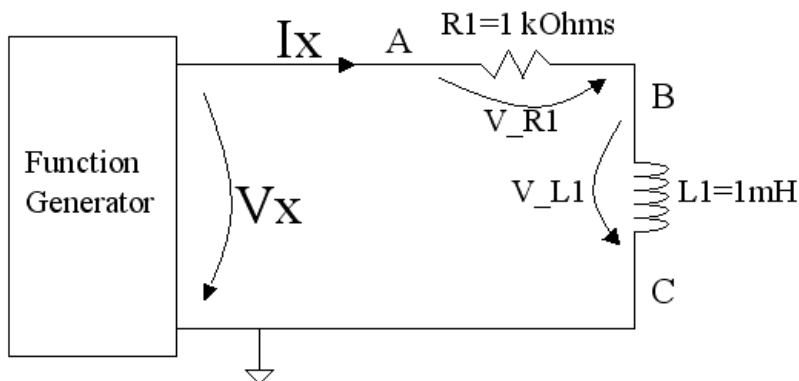 Ix
A
R1=1 kOhms
V_R1
B
Function
Generator
Vx
V_L1
L1=1mH
C